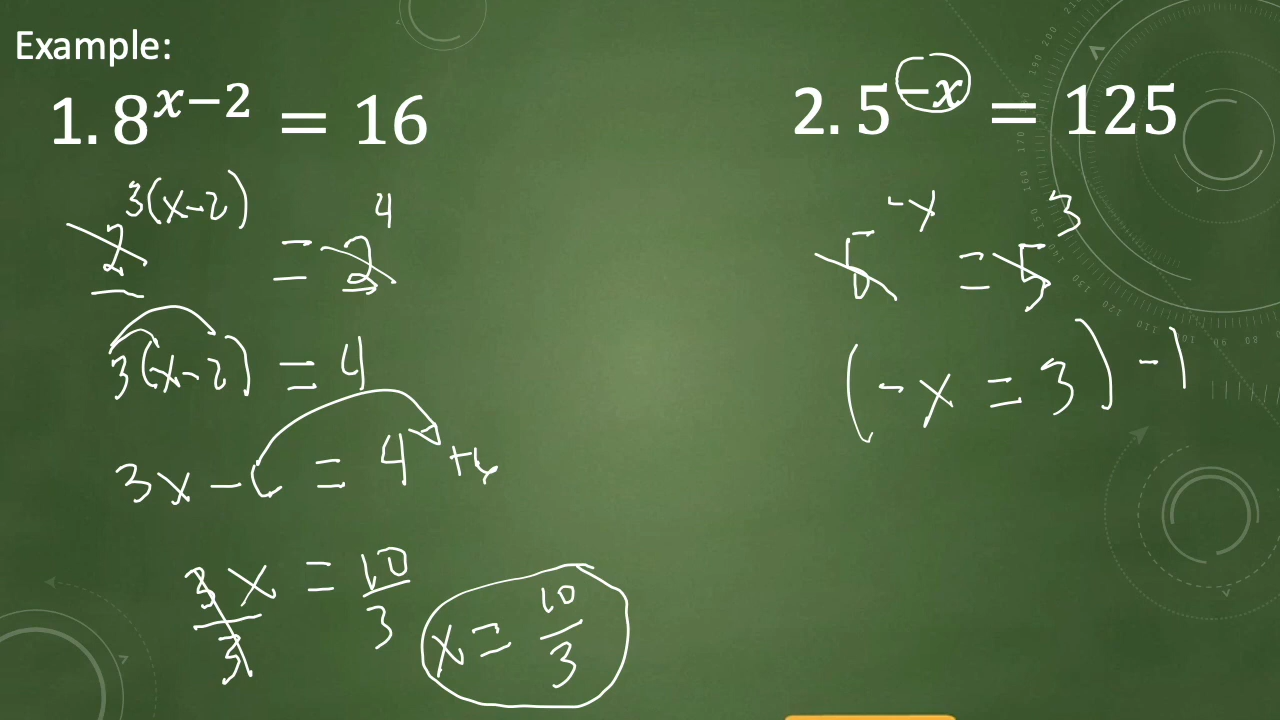 Example:
1. 8^{x-2} = 16
2^{3(x-2)} = 2^4
3(x-2) = 4
3x - 6 = 4 + 6
3x/3 = 10/3
x = 10/3
2. 5^{-x} = 125
5^{-x} = 5^3
(-x = 3) -1